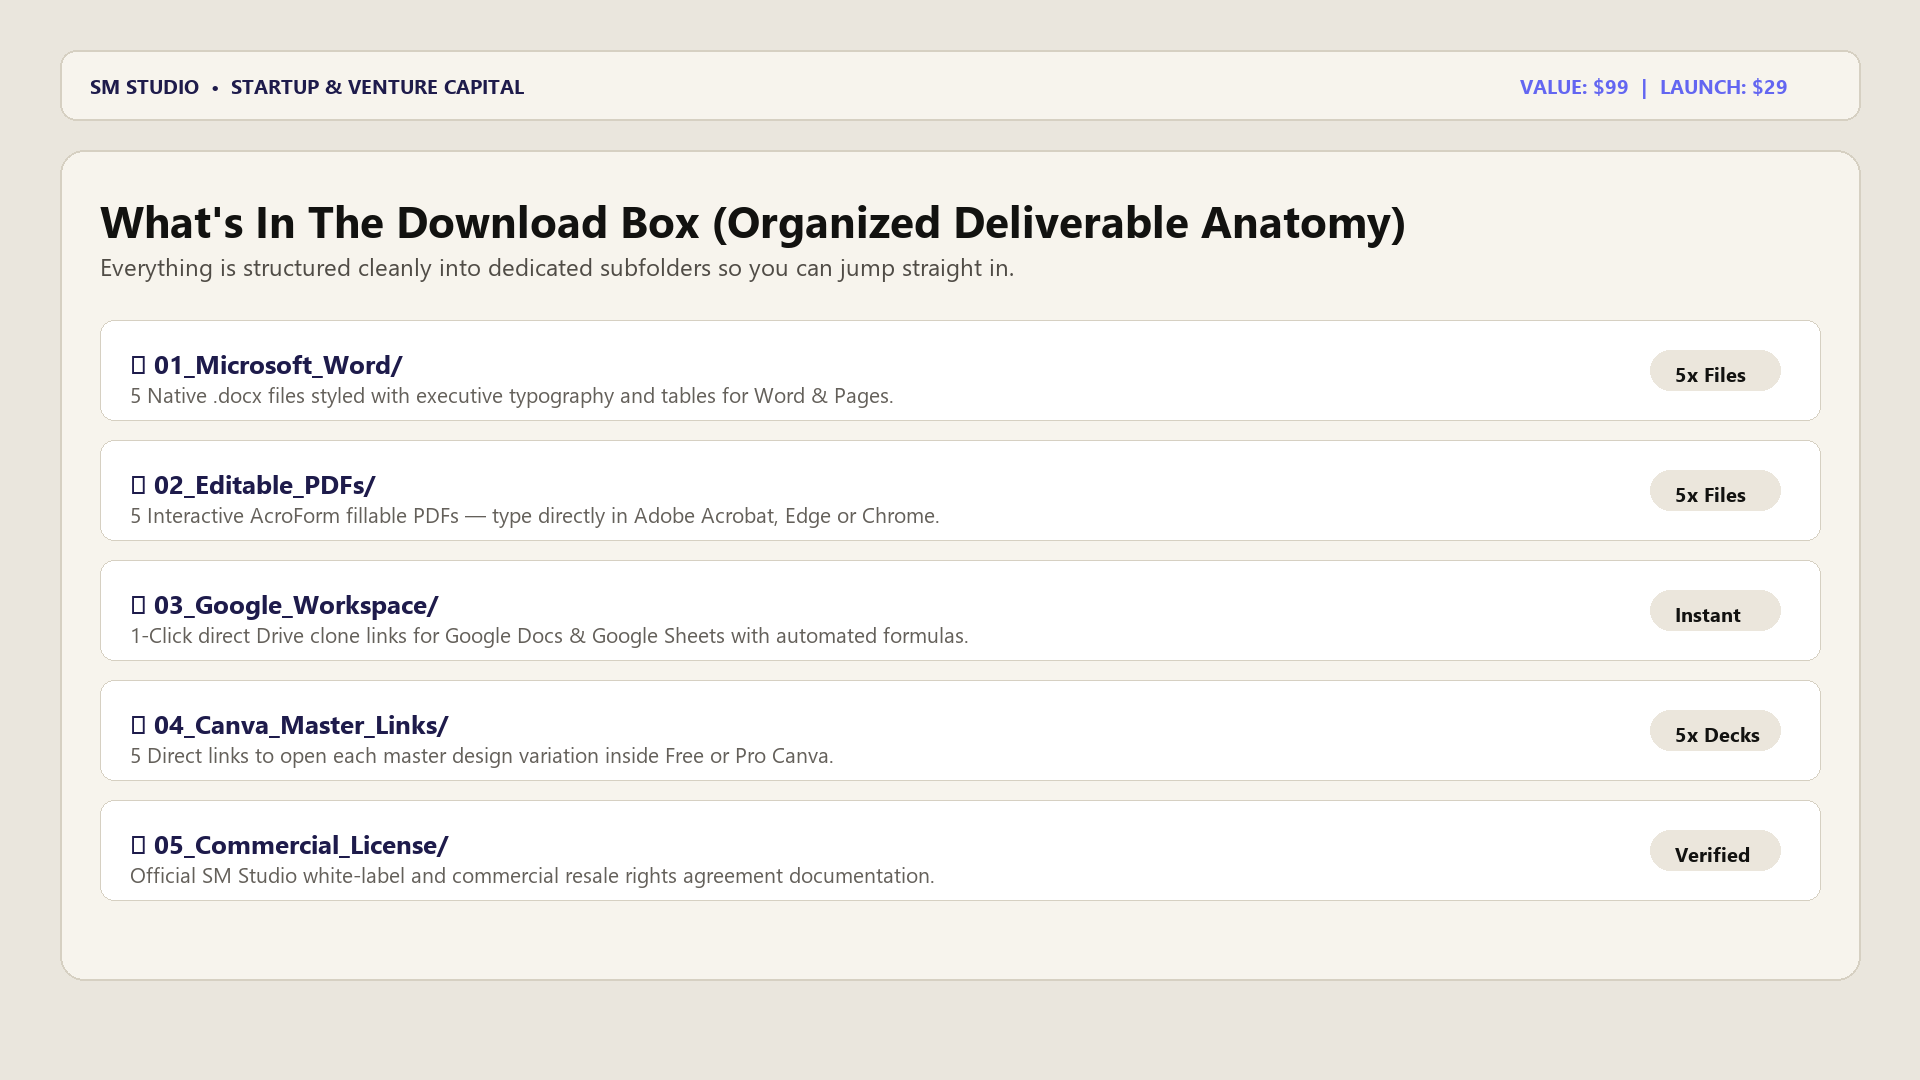 SM STUDIO • STARTUP & VENTURE CAPITAL
VALUE: $99 | LAUNCH: $29
What's In The Download Box (Organized Deliverable Anatomy)
Everything is structured cleanly into dedicated subfolders so you can jump straight in.
01_Microsoft_Word/
5 Native .docx files styled with executive typography and tables for Word & Pages.
5x Files
02_Editable_PDFs/
5 Interactive AcroForm fillable PDFs — type directly in Adobe Acrobat, Edge or Chrome.
5x Files
03_Google_Workspace/
1-Click direct Drive clone links for Google Docs & Google Sheets with automated formulas.
Instant
04_Canva_Master_Links/
5 Direct links to open each master design variation inside Free or Pro Canva.
5x Decks
05_Commercial_License/
Official SM Studio white-label and commercial resale rights agreement documentation.
Verified